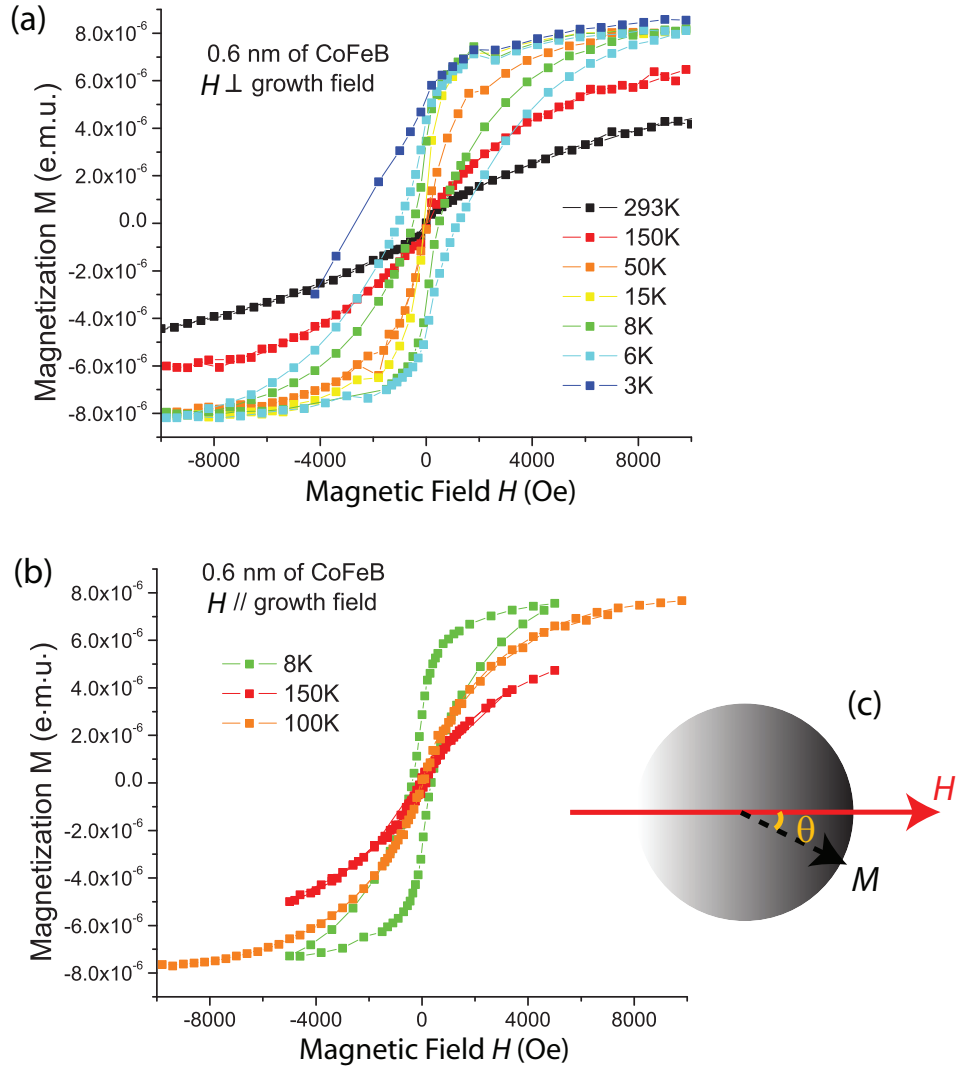 (a)
0.6 nm of CoFeB
H ⊥ growth field
8.0x10⁻⁶
6.0x10⁻⁶
4.0x10⁻⁶
2.0x10⁻⁶
0.0
-2.0x10⁻⁶
-4.0x10⁻⁶
-6.0x10⁻⁶
-8.0x10⁻⁶
Magnetization M (e.m.u.)
293K
150K
50K
15K
8K
6K
3K
-8000 -4000 0 4000 8000
Magnetic Field H (Oe)
(b)
0.6 nm of CoFeB
H // growth field
8.0x10⁻⁶
6.0x10⁻⁶
4.0x10⁻⁶
2.0x10⁻⁶
0.0
-2.0x10⁻⁶
-4.0x10⁻⁶
-6.0x10⁻⁶
-8.0x10⁻⁶
Magnetization M (e·m·u·)
8K
150K
100K
-8000 -4000 0 4000 8000
Magnetic Field H (Oe)
(c)
H
θ
M